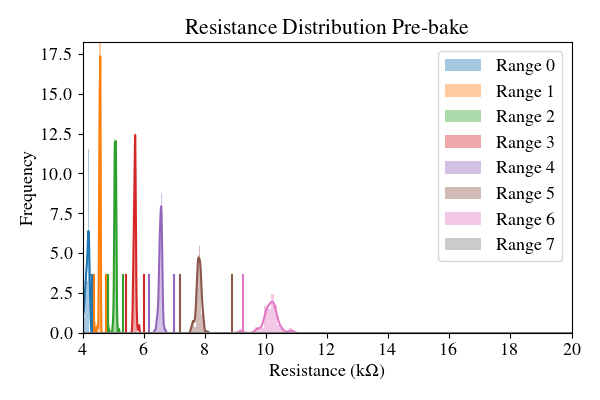 Resistance Distribution Pre-bake
Frequency
17.5
15.0
12.5
10.0
7.5
5.0
2.5
0.0
Range 0
Range 1
Range 2
Range 3
Range 4
Range 5
Range 6
Range 7
4 6 8 10 12 14 16 18 20
Resistance (kΩ)